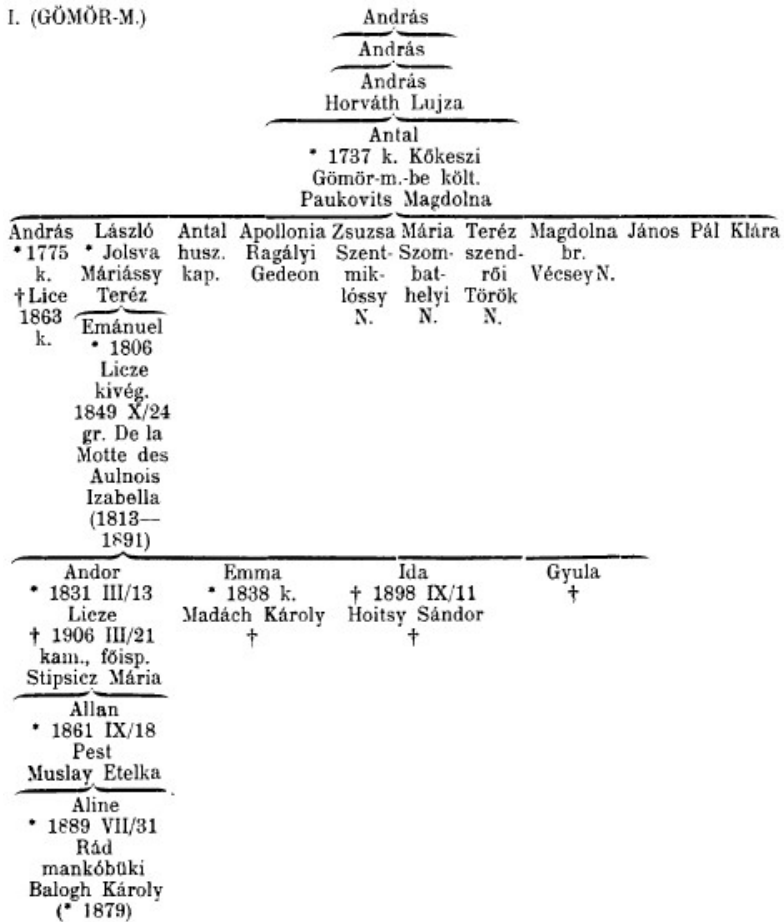 I. (GÖMÖR-M.)
András
András
András
Horváth Lujza
Antal
* 1737 k. Kőkeszi
Gömör-m.-be költ.
Paukovits Magdolna
András
* 1775
k.
† Lice
1863
k.
László
* Jolsva
Máriássy
Teréz
Antal
husz.
kap.
Apollonia
Ragályi
Gedeon
Zsuzsa
Szent-
mik-
lóssy
N.
Mária
Szom-
bat-
helyi
N.
Teréz
szend-
rői
Török
N.
Magdolna
br.
Vécsey N.
János
Pál
Klára
Emánuel
* 1806
Licze
kivég.
1849 X/24
gr. De la
Motte des
Aulnois
Izabella
(1813—
1891)
Andor
* 1831 III/13
Licze
† 1906 III/21
kam., főisp.
Stipsicz Mária
Emma
* 1838 k.
Madách Károly
†
Ida
† 1898 IX/11
Hoitsy Sándor
†
Gyula
†
Allan
* 1861 IX/18
Pest
Muslay Etelka
Aline
* 1889 VII/31
Rád
mankóbüki
Balogh Károly
(* 1879)